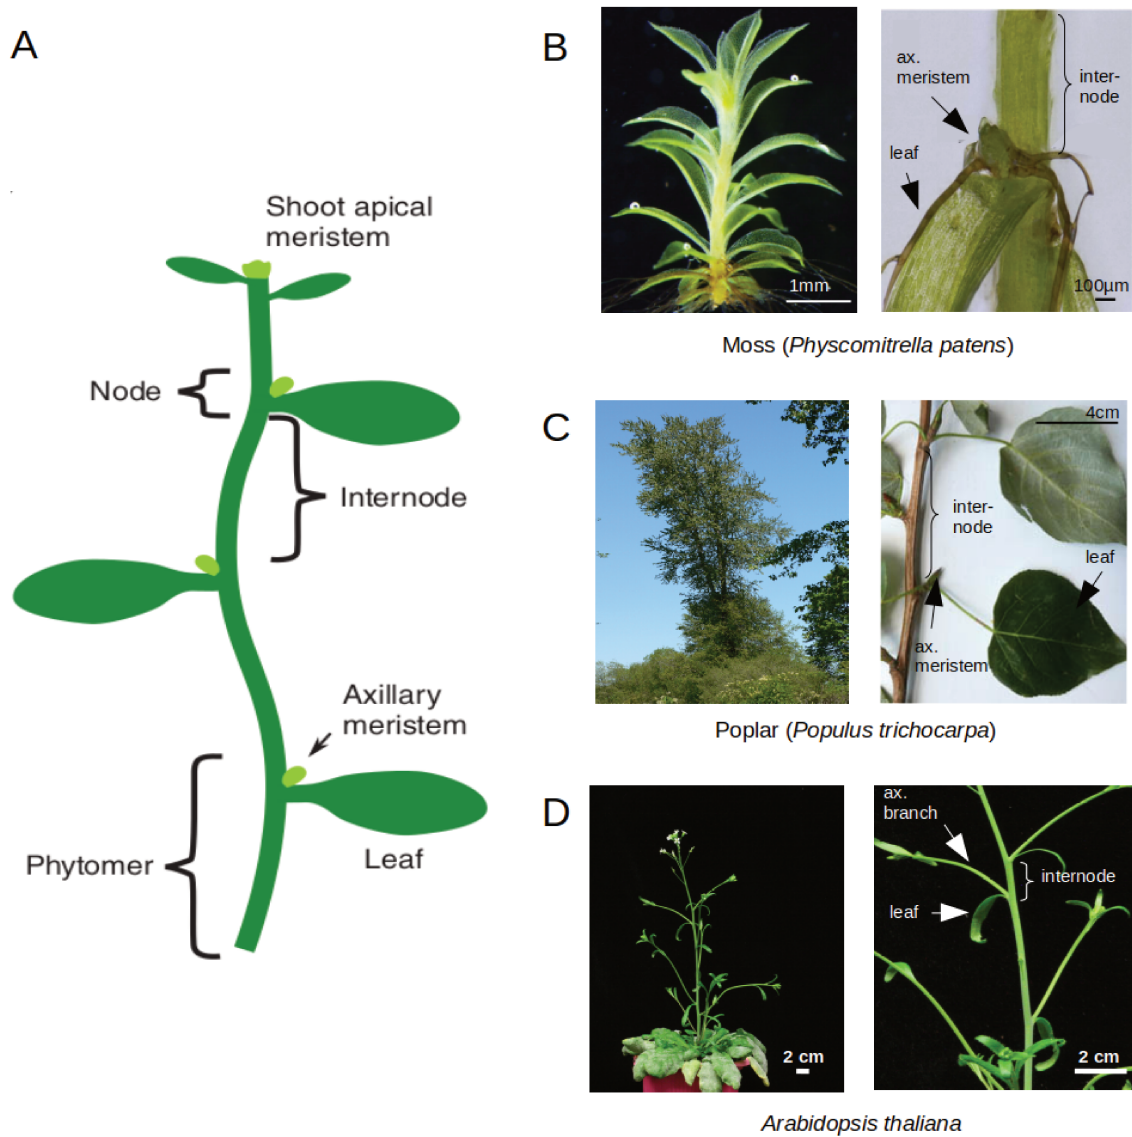 A
Shoot apical
meristem
Node
Internode
Axillary
meristem
Phytomer
Leaf
B
1mm
ax.
meristem
inter-
node
leaf
100µm
Moss (Physcomitrella patens)
C
4cm
inter-
node
leaf
ax.
meristem
Poplar (Populus trichocarpa)
D
2 cm
ax.
branch
internode
leaf
2 cm
Arabidopsis thaliana